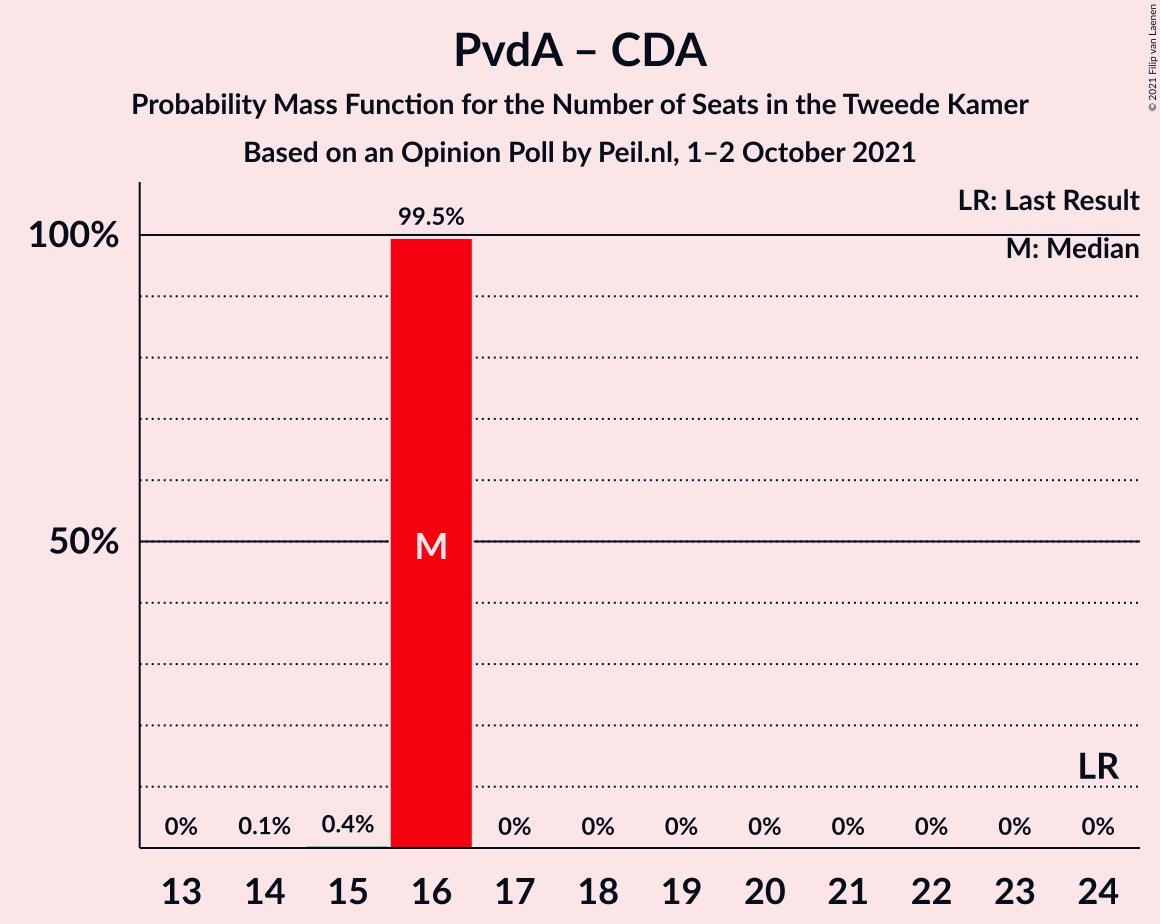 PvdA – CDA
Probability Mass Function for the Number of Seats in the Tweede Kamer
Based on an Opinion Poll by Peil.nl, 1–2 October 2021
© 2021 Filip van Laenen
LR: Last Result
M: Median
99.5%
100%
50%
M
LR
0% 0.1% 0.4% 0% 0% 0% 0% 0% 0% 0% 0%
13 14 15 16 17 18 19 20 21 22 23 24